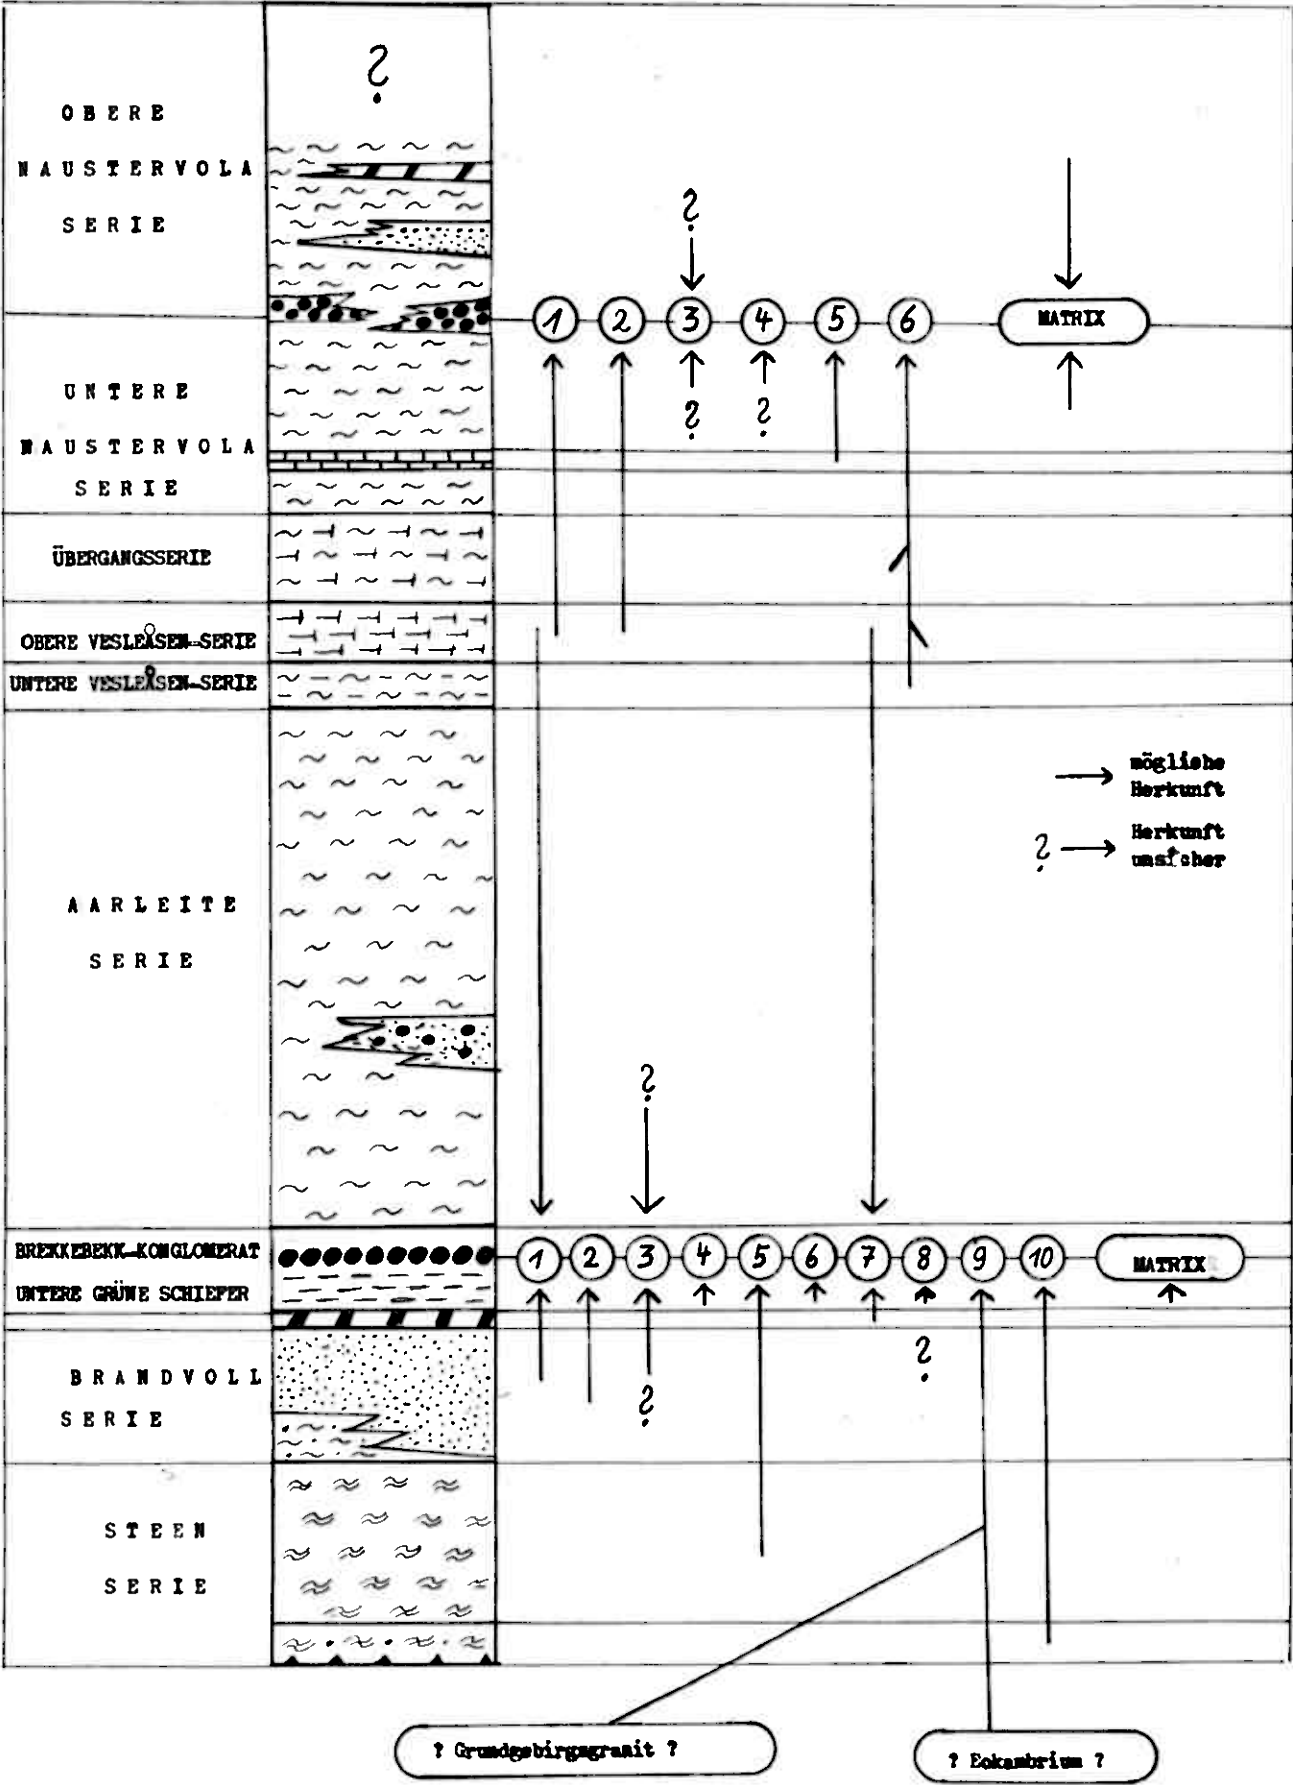 ?
OBERE
NAUSTERVOLA
SERIE
?
1 2 3 4 5 6 MATRIX
? ?
UNTERE
NAUSTERVOLA
SERIE
ÜBERGANGSSERIE
OBERE VESLEÅSEN-SERIE
UNTERE VESLEÅSEN-SERIE
mögliche
Herkunft
? Herkunft
unsicher
AARLEITE
SERIE
?
BREKKEBEKK-KONGLOMERAT
1 2 3 4 5 6 7 8 9 10 MATRIX
UNTERE GRÜNE SCHIEFER
?
BRANDVOLL
?
SERIE
STEEN
SERIE
? Grundgebirgsgranit ?
? Eokambrium ?